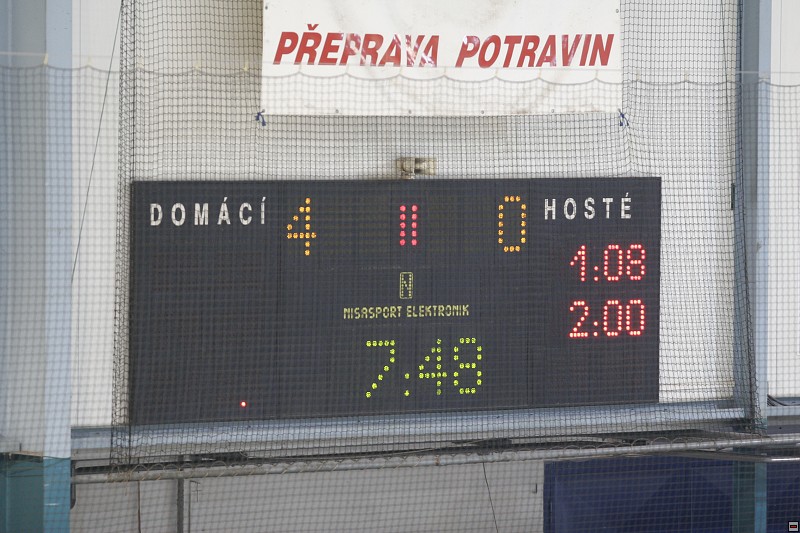 PŘEPRAVA POTRAVIN
DOMÁCÍ 4 II 0 HOSTÉ
1:08
N
NISASPORT ELEKTRONIK
2:00
7:48